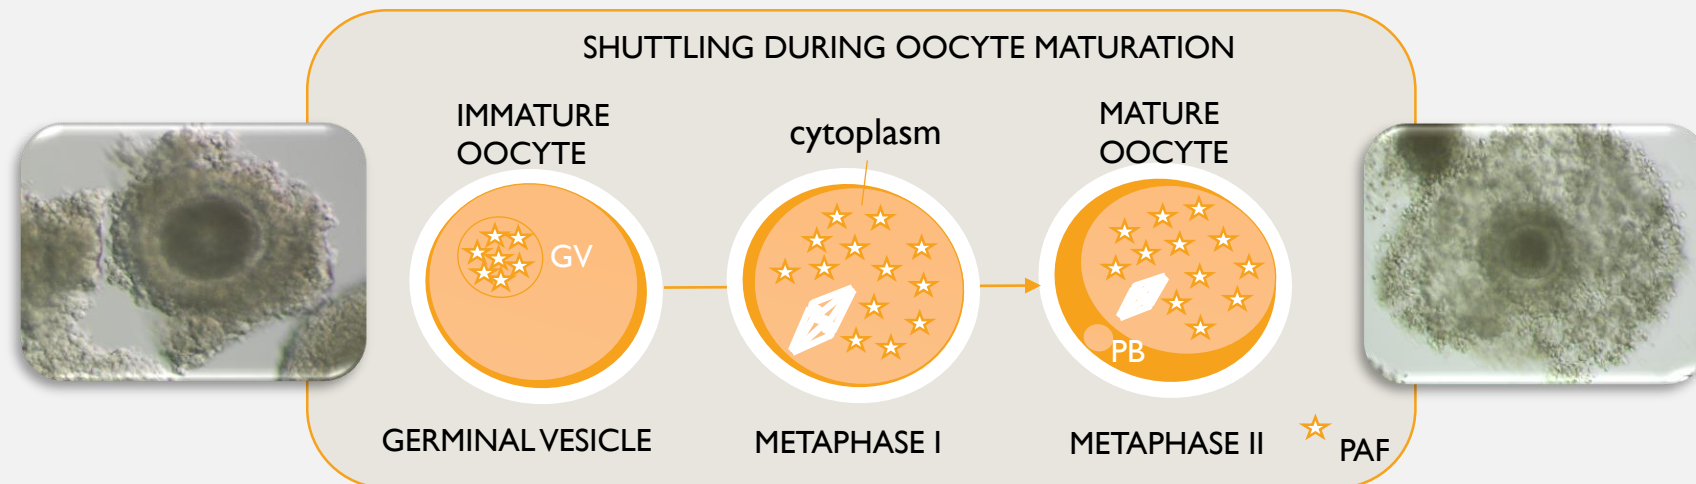 SHUTTLING DURING OOCYTE MATURATION
IMMATURE
OOCYTE
cytoplasm
MATURE
OOCYTE
GV
PB
GERMINAL VESICLE
METAPHASE I
METAPHASE II
PAF